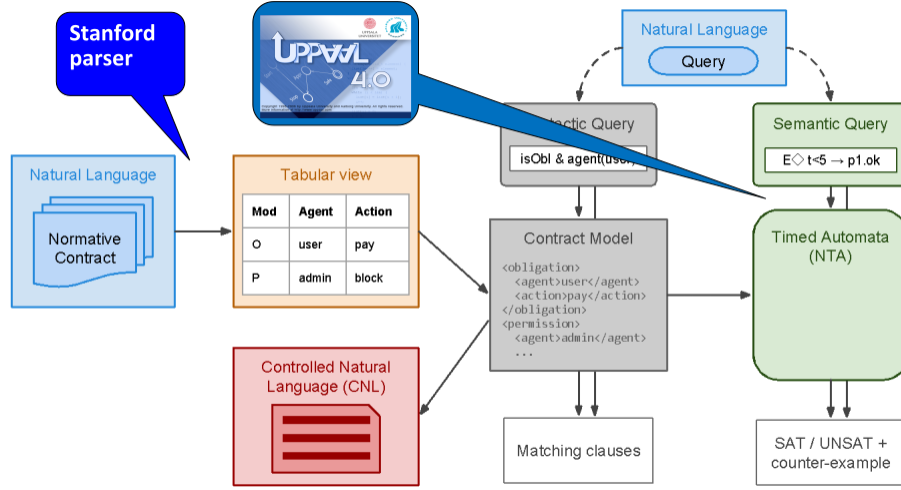 Stanford
parser
UPPSALA
UNIVERSITET
UPPAAL
4.0
Natural Language
Query
tactic Query
isObl & agent(user)
Semantic Query
E◇ t<5 → p1.ok
Natural Language
Normative
Contract
Tabular view
Mod Agent Action
O user pay
P admin block
Contract Model
<obligation>
<agent>user</agent>
<action>pay</action>
</obligation>
<permission>
<agent>admin</agent>
...
Timed Automata
(NTA)
Controlled Natural
Language (CNL)
Matching clauses
SAT / UNSAT +
counter-example